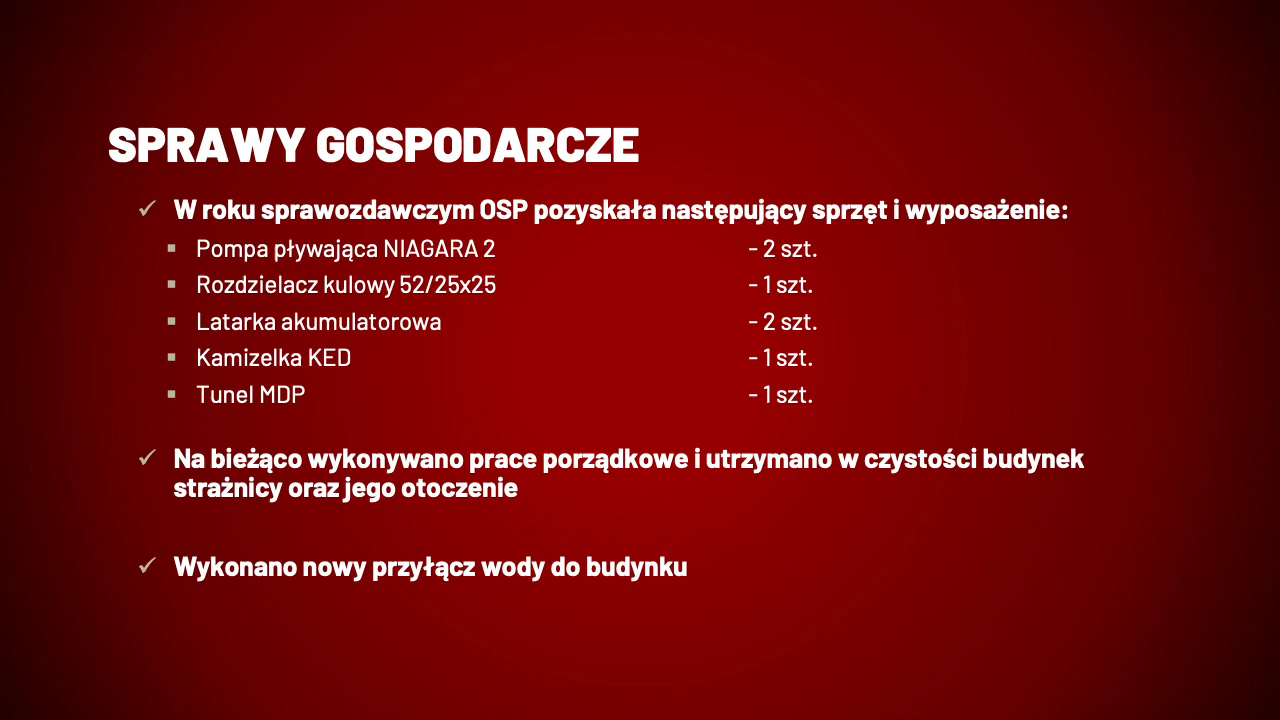 SPRAWY GOSPODARCZE
✓ W roku sprawozdawczym OSP pozyskała następujący sprzęt i wyposażenie:
▪ Pompa pływająca NIAGARA 2 - 2 szt.
▪ Rozdzielacz kulowy 52/25x25 - 1 szt.
▪ Latarka akumulatorowa - 2 szt.
▪ Kamizelka KED - 1 szt.
▪ Tunel MDP - 1 szt.
✓ Na bieżąco wykonywano prace porządkowe i utrzymano w czystości budynek
strażnicy oraz jego otoczenie
✓ Wykonano nowy przyłącz wody do budynku